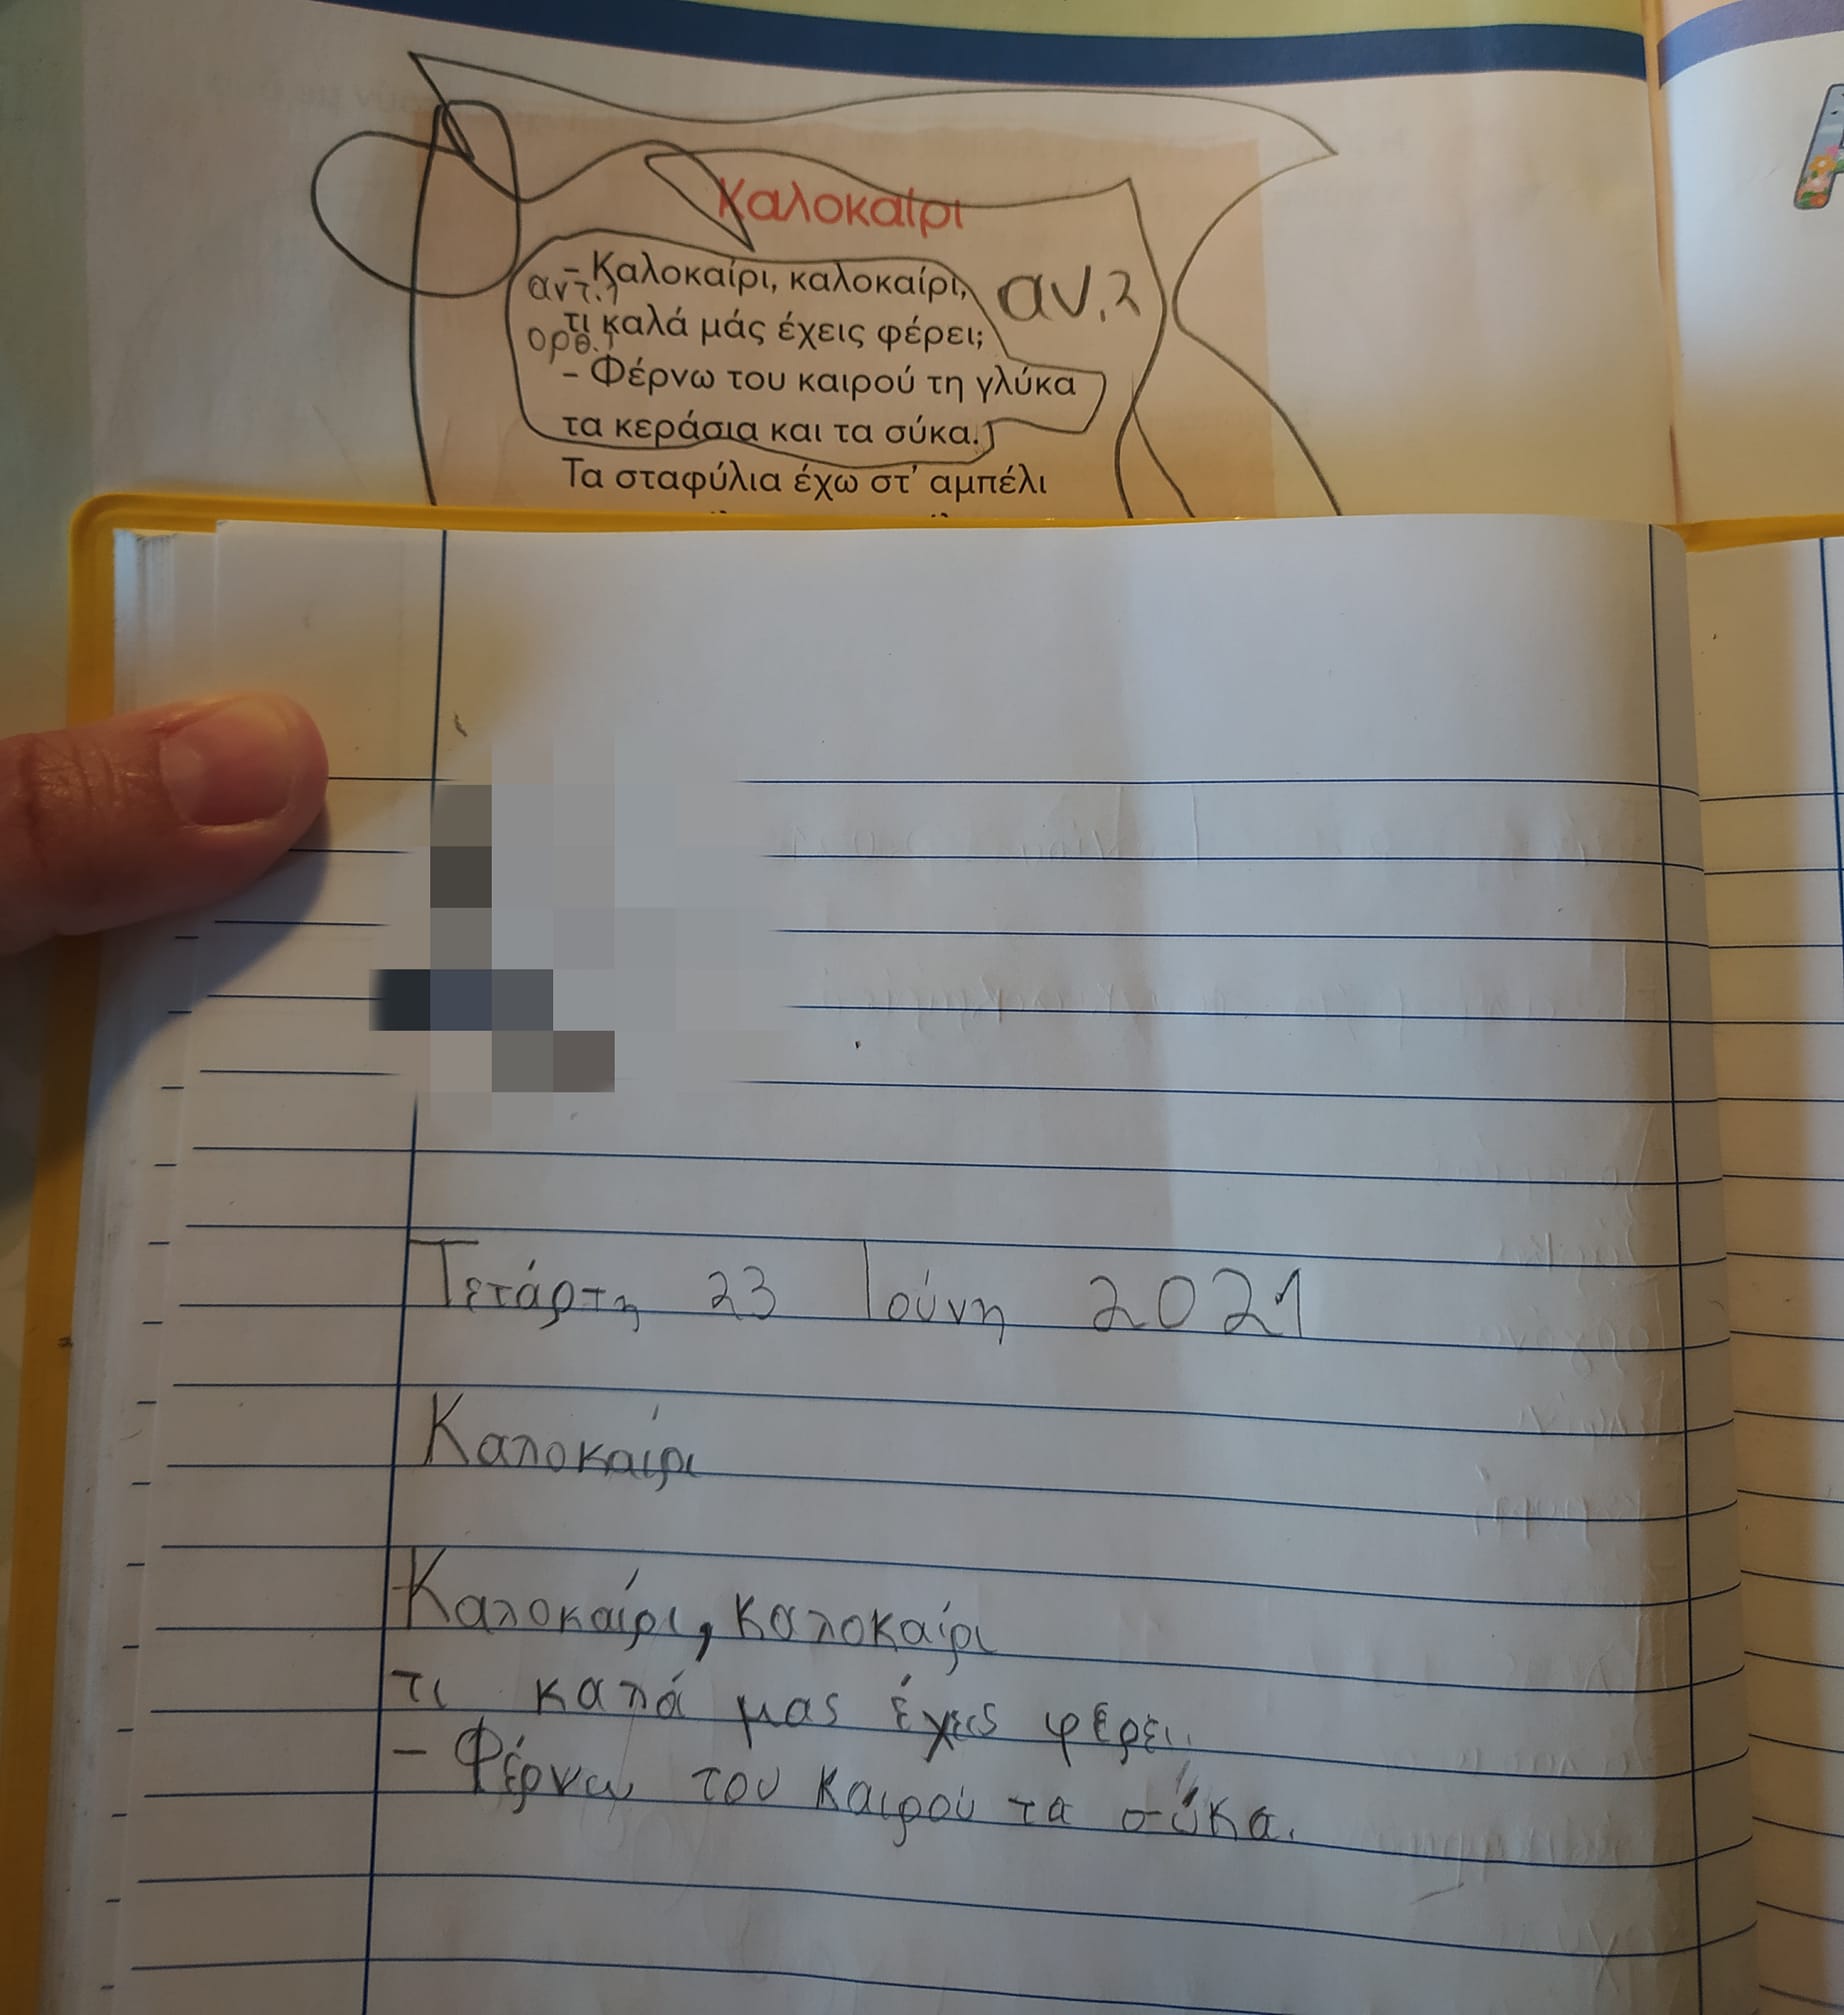 Καλοκαίρι
– Καλοκαίρι, καλοκαίρι,
αντ.1
αν.2
τι καλά μάς έχεις φέρει;
ορθ.1
– Φέρνω του καιρού τη γλύκα
τα κεράσια και τα σύκα.
Τα σταφύλια έχω στ' αμπέλι
Τετάρτη 23 Ιούνη 2021
Καλοκαίρι
Καλοκαίρι, καλοκαίρι
τι καλά μας έχεις φέρει.
– Φέρνω του καιρού τα σύκα.